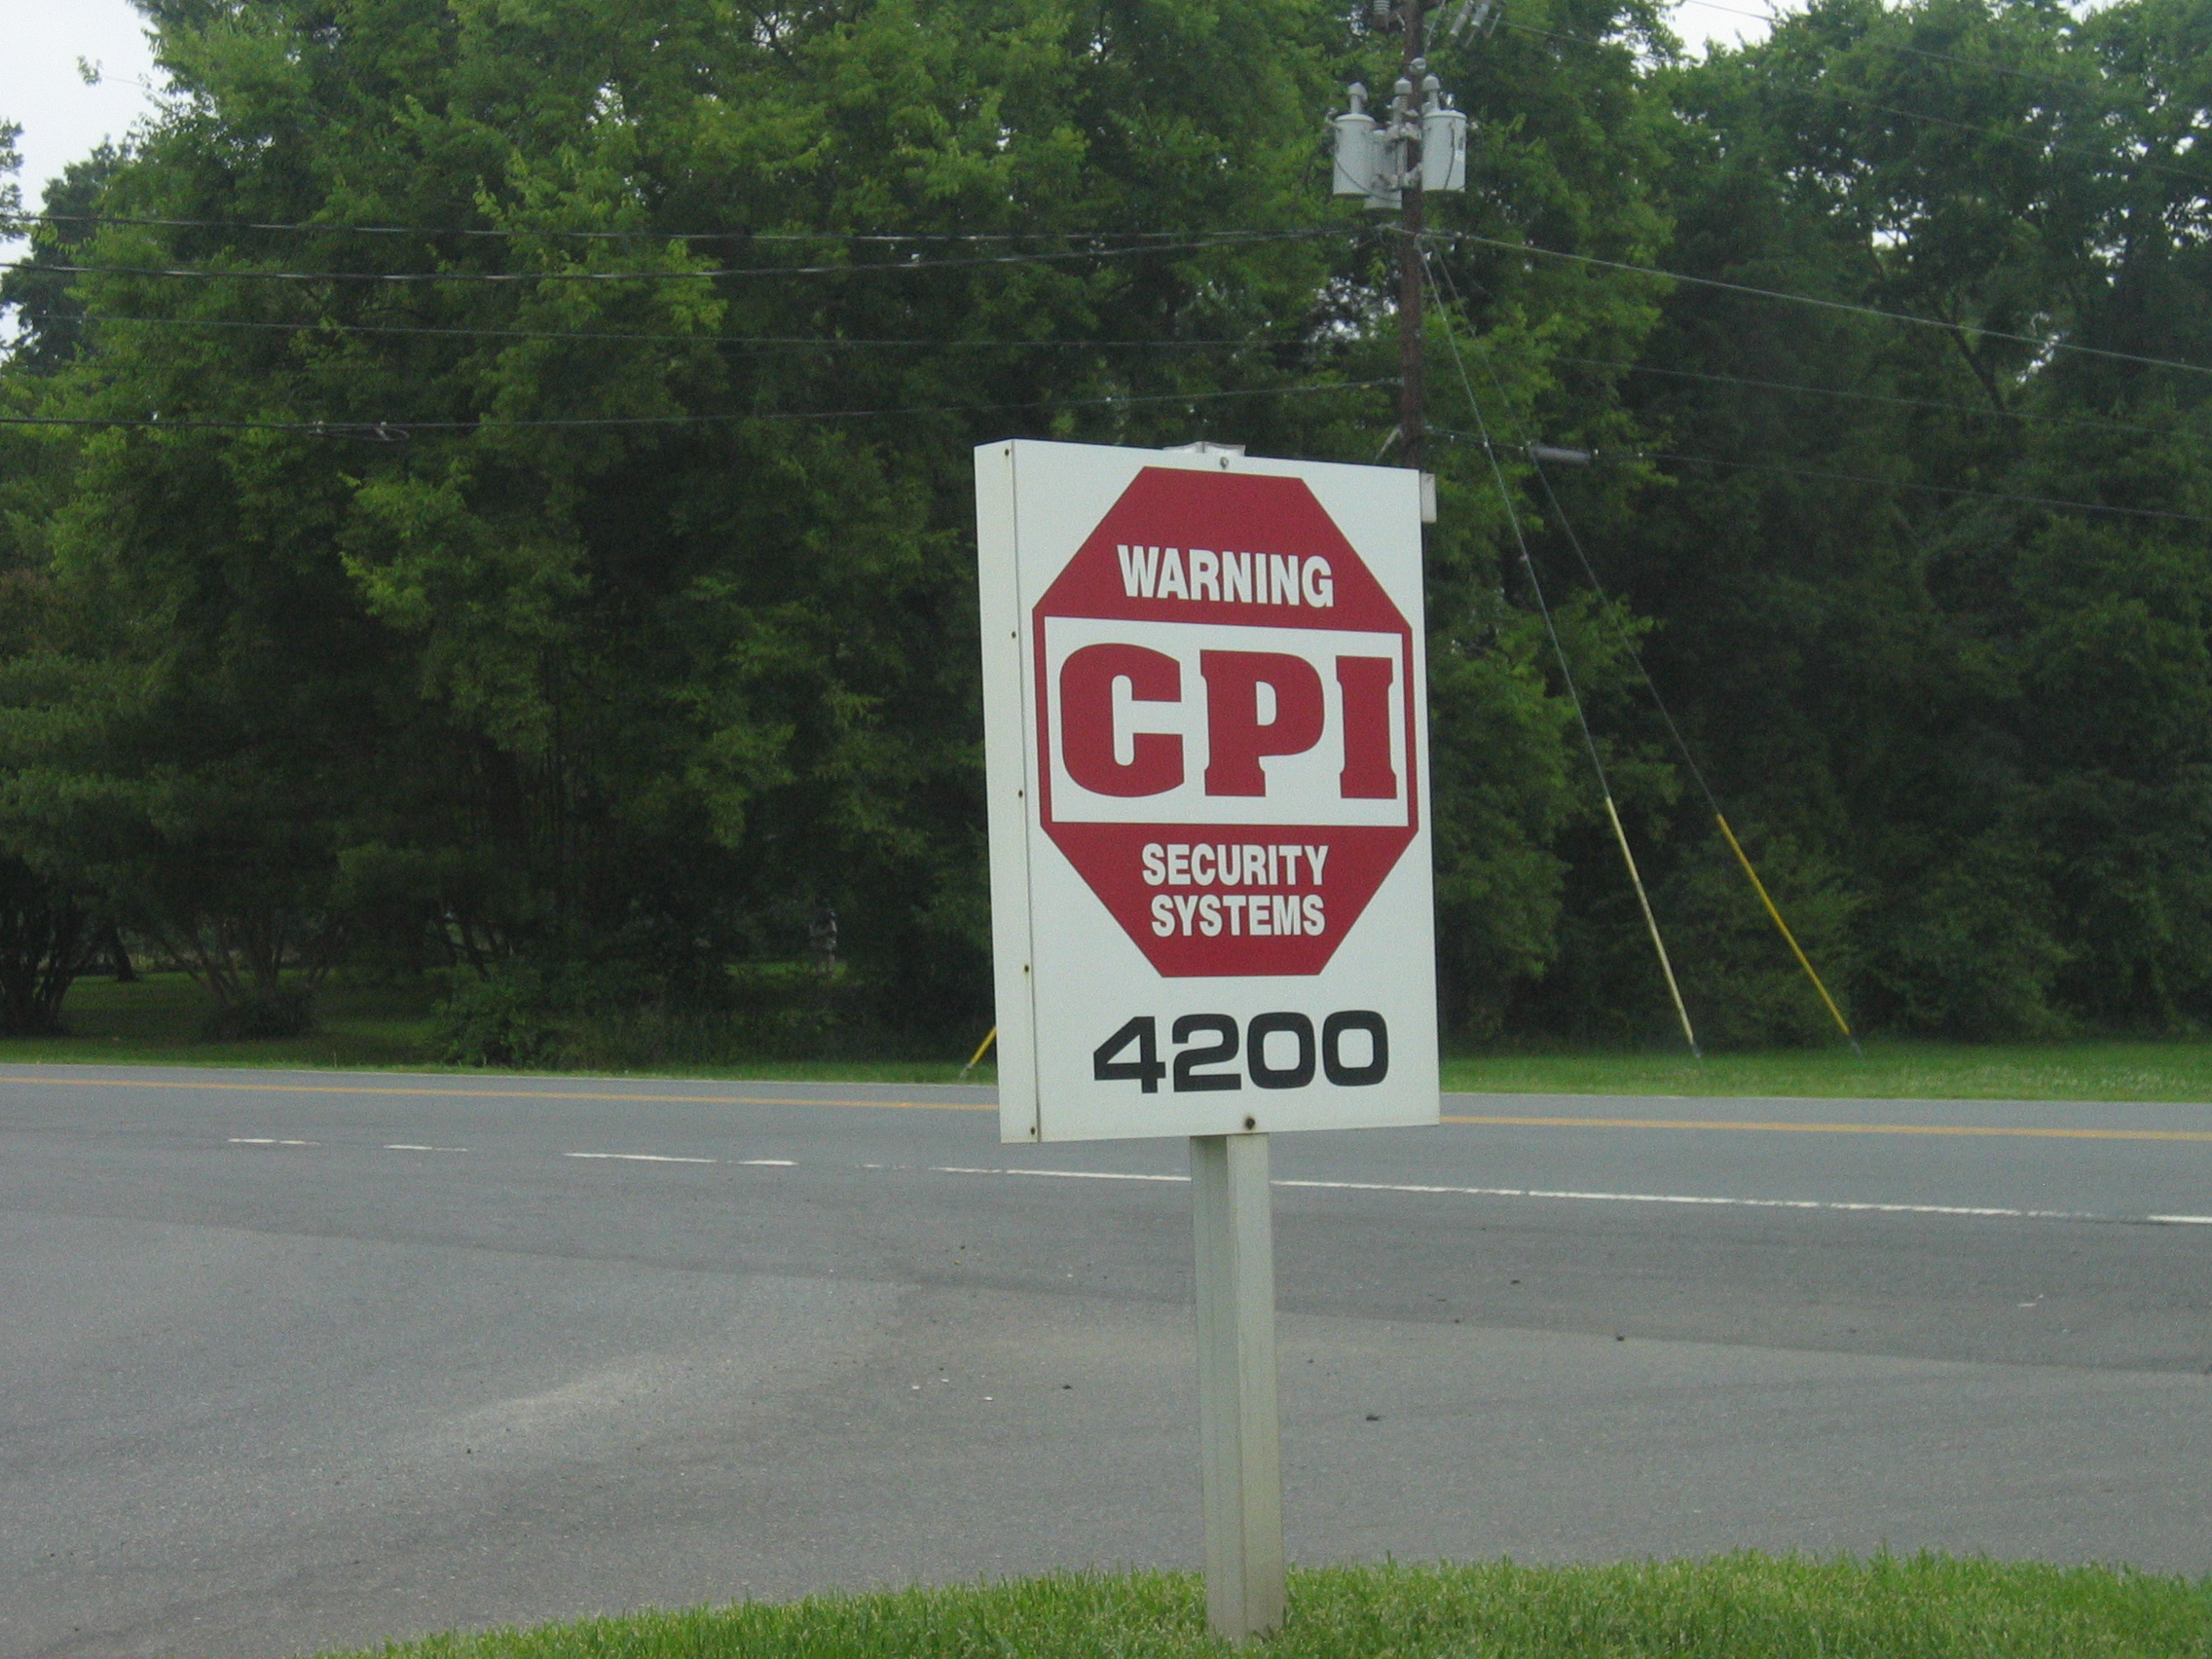 WARNING
CPI
SECURITY
SYSTEMS
4200